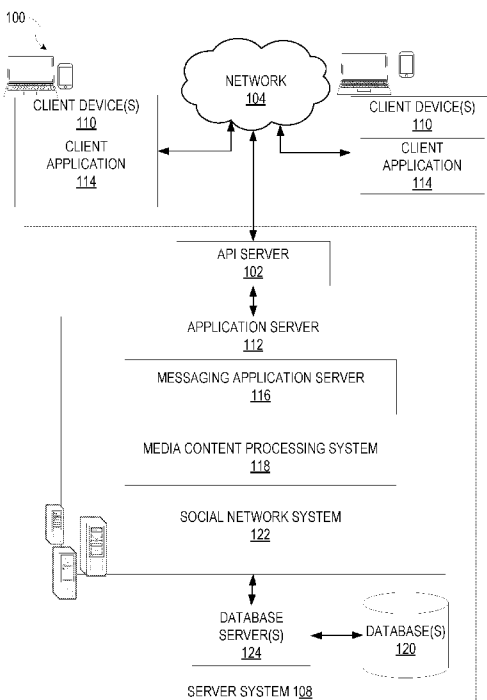 100
NETWORK
104
CLIENT DEVICE(S)
110
CLIENT
APPLICATION
114
CLIENT DEVICE(S)
110
CLIENT
APPLICATION
114
API SERVER
102
APPLICATION SERVER
112
MESSAGING APPLICATION SERVER
116
MEDIA CONTENT PROCESSING SYSTEM
118
SOCIAL NETWORK SYSTEM
122
DATABASE
SERVER(S)
124
DATABASE(S)
120
SERVER SYSTEM 108